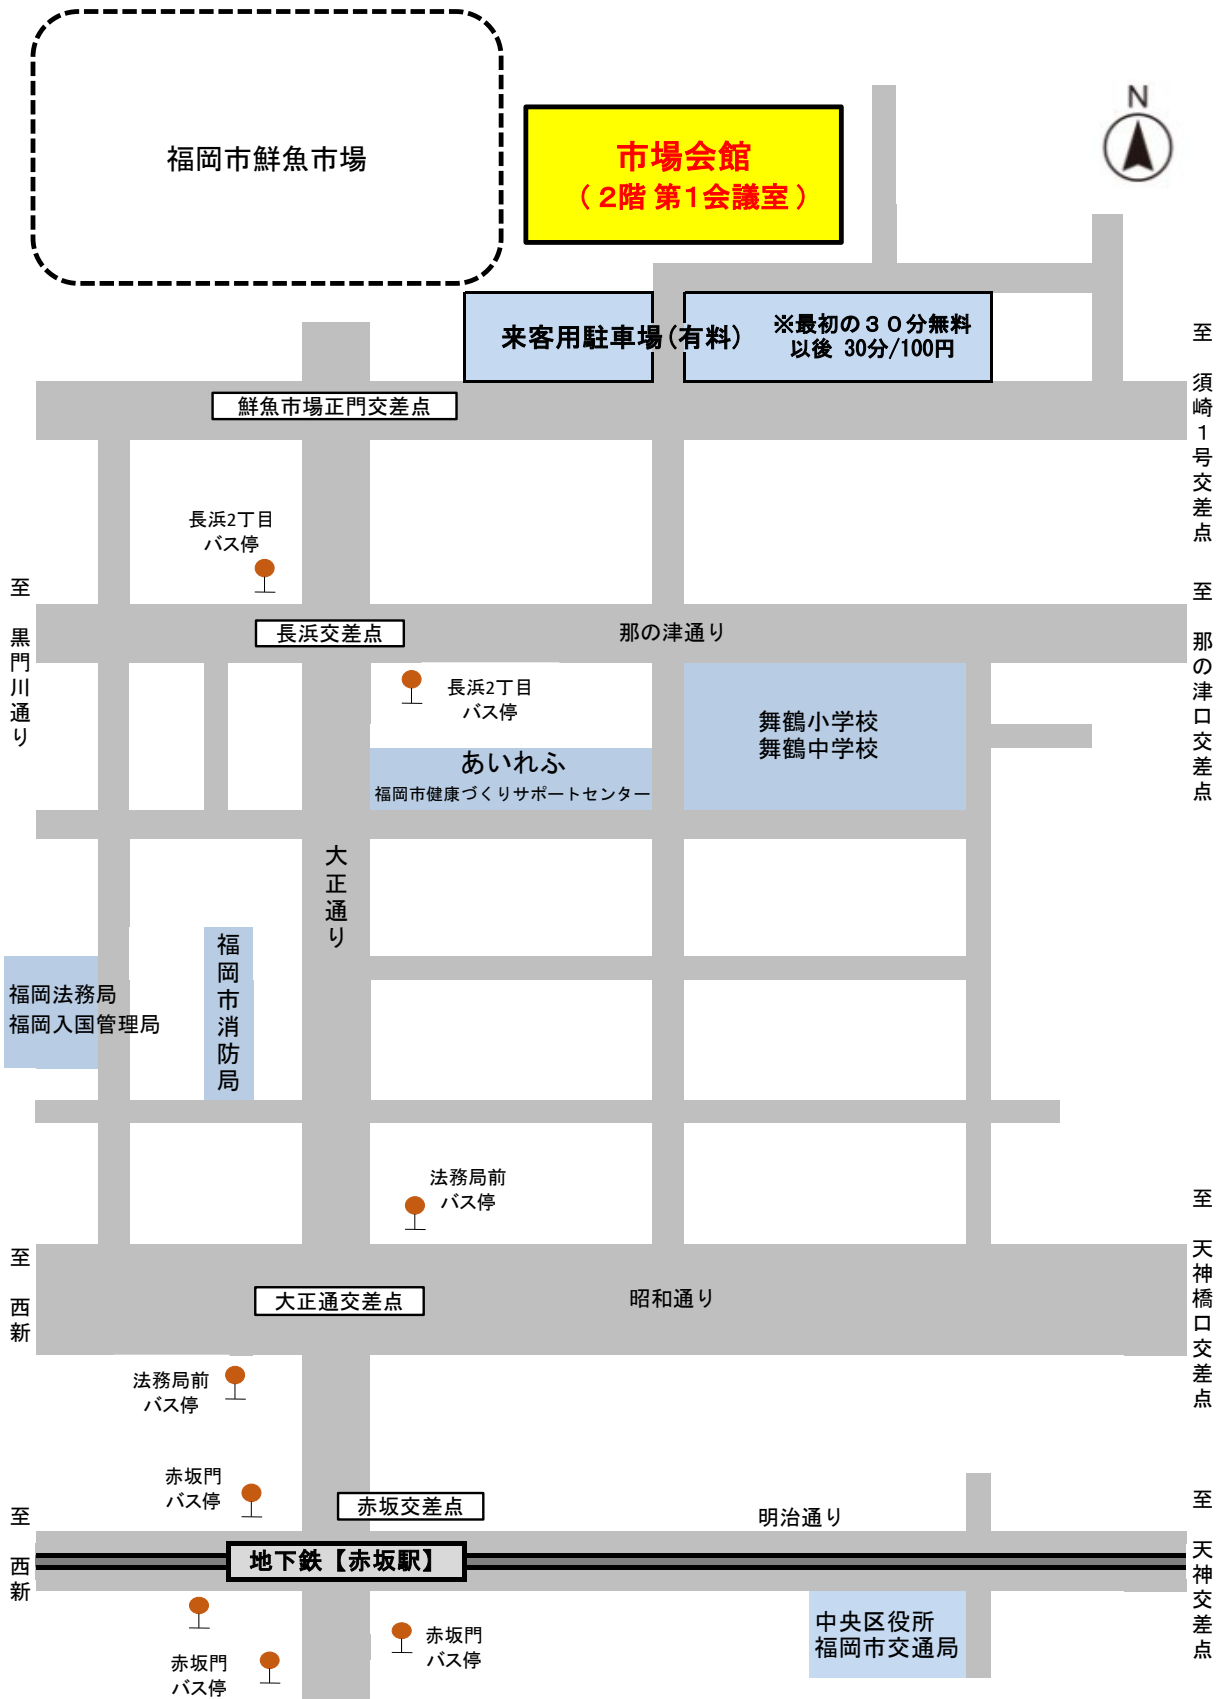 福岡市鮮魚市場
市場会館
（ 2階 第1会議室 ）
N
来客用駐車場(有料)
※最初の３０分無料
以後 30分/100円
至 須崎１号交差点
鮮魚市場正門交差点
長浜2丁目
バス停
至 黒門川通り
長浜交差点
那の津通り
至 那の津口交差点
長浜2丁目
バス停
舞鶴小学校
舞鶴中学校
あいれふ
福岡市健康づくりサポートセンター
大正通り
福岡市消防局
福岡法務局
福岡入国管理局
法務局前
バス停
至 西新
大正通交差点
昭和通り
至 天神橋口交差点
法務局前
バス停
赤坂門
バス停
赤坂交差点
明治通り
至 西新
地下鉄【赤坂駅】
至 天神交差点
赤坂門
バス停
赤坂門
バス停
中央区役所
福岡市交通局